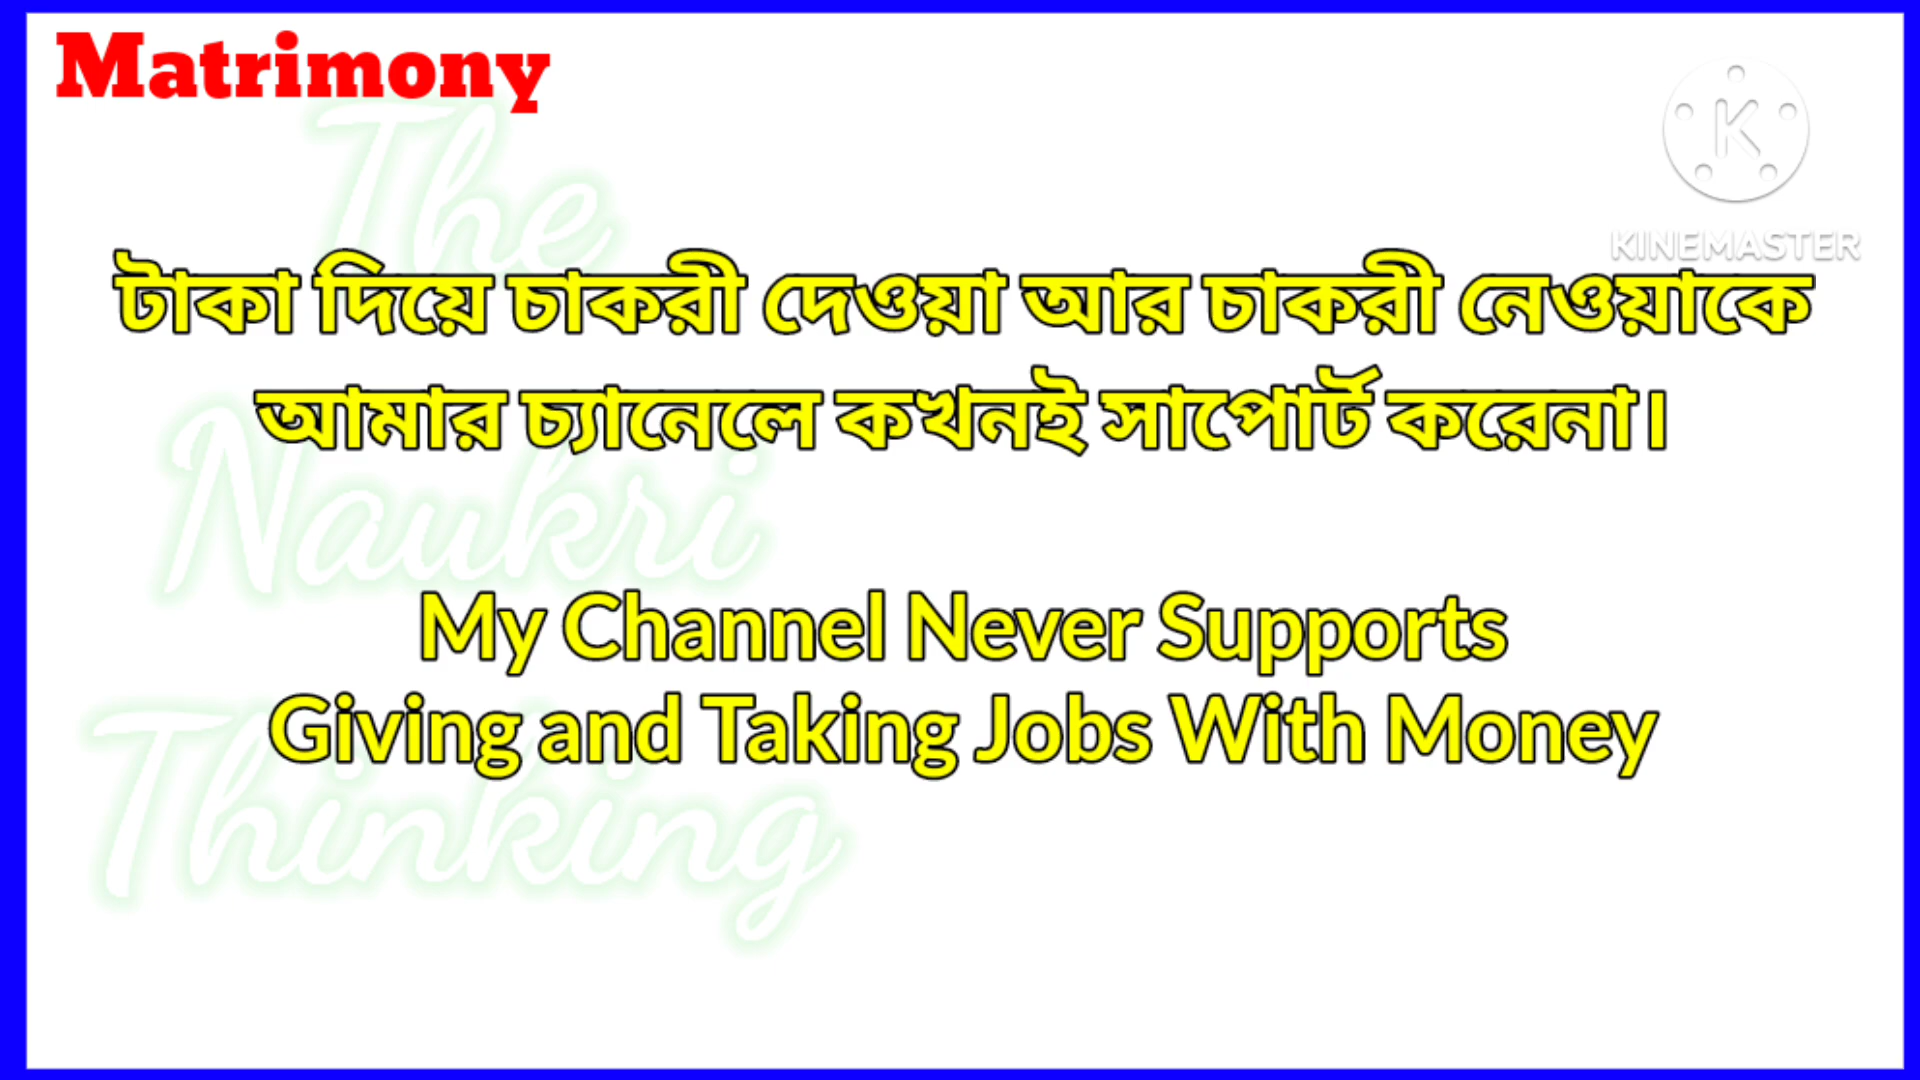 Matrimony
The
KINEMASTER
টাকা দিয়ে চাকরী দেওয়া আর চাকরী নেওয়াকে
আমার চ্যানেলে কখনই সাপোর্ট করেনা।
Naukri
My Channel Never Supports
Giving and Taking Jobs With Money
Thinking